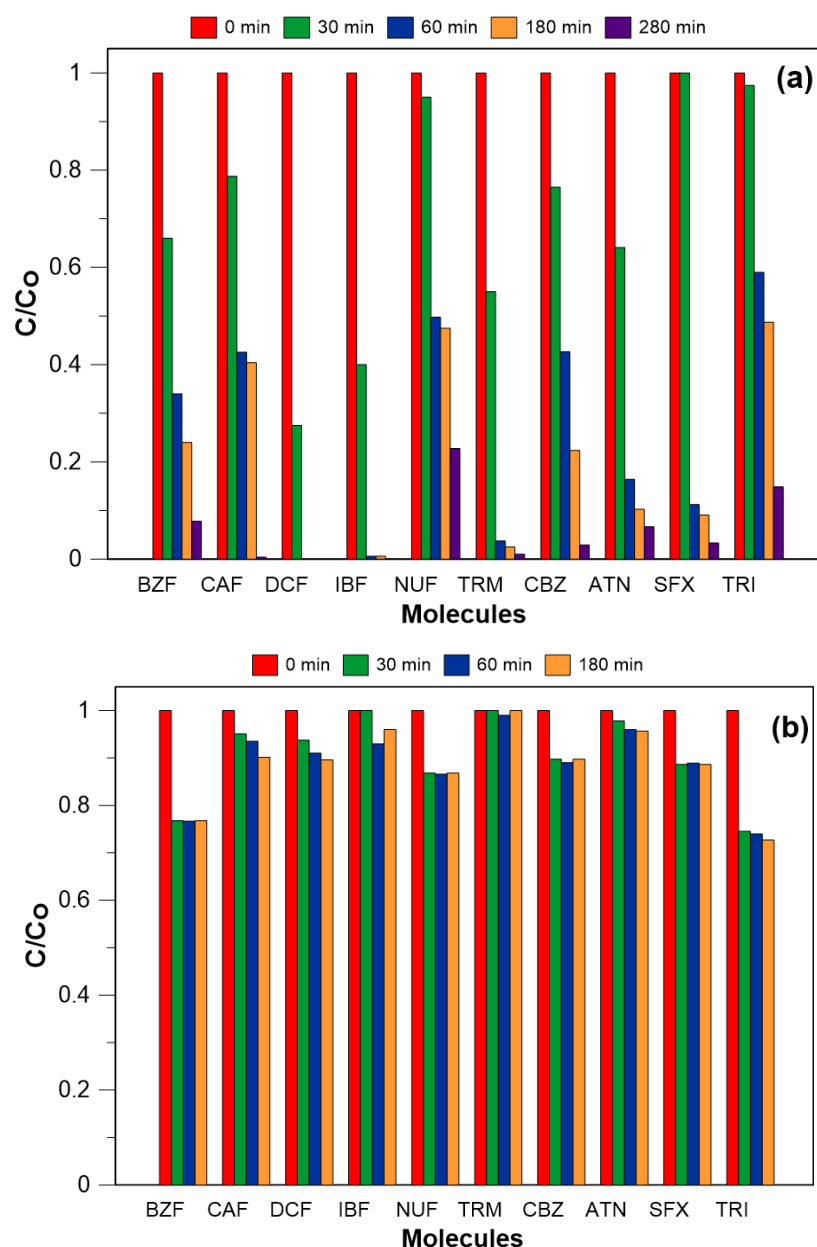 0 min 30 min 60 min 180 min 280 min
(a)
1
0.8
0.6
0.4
0.2
0
C/Co
BZF CAF DCF IBF NUF TRM CBZ ATN SFX TRI
Molecules
0 min 30 min 60 min 180 min
(b)
1
0.8
0.6
0.4
0.2
0
C/Co
BZF CAF DCF IBF NUF TRM CBZ ATN SFX TRI
Molecules